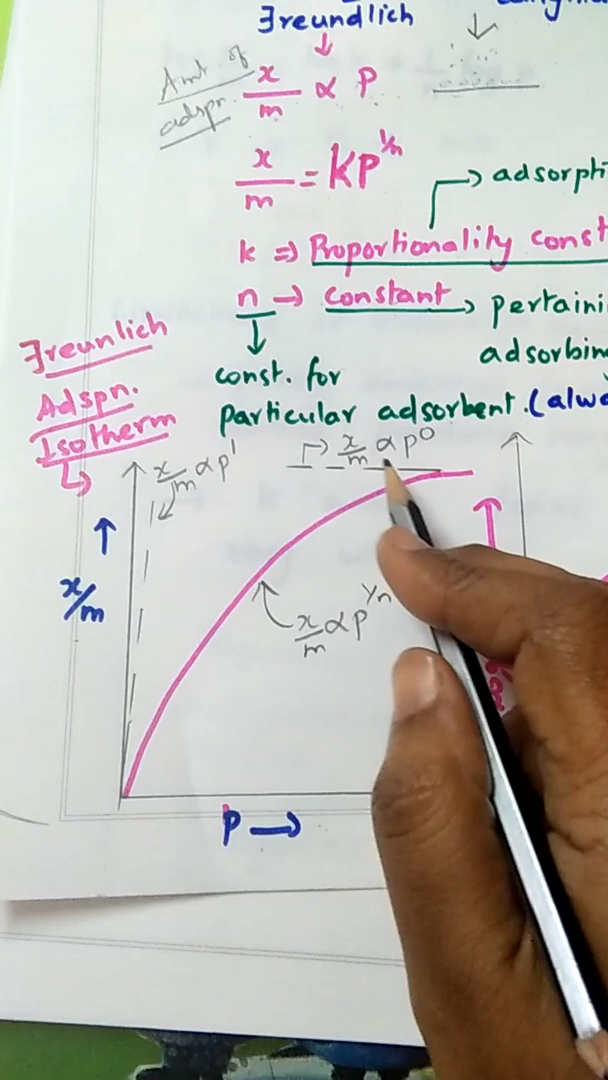 Freundlich
Amt. of
adspn.
x/m ∝ P
x/m = KP^1/n
→ adsorpti
k ⇒ Proportionality const
n → constant → pertaini
adsorbin
const. for
particular adsorbent. (alwa
Freunlich
Adspn.
Isotherm
x/m ∝ p^1
x/m ∝ p^0
x/m
x/m ∝ p^1/n
P →